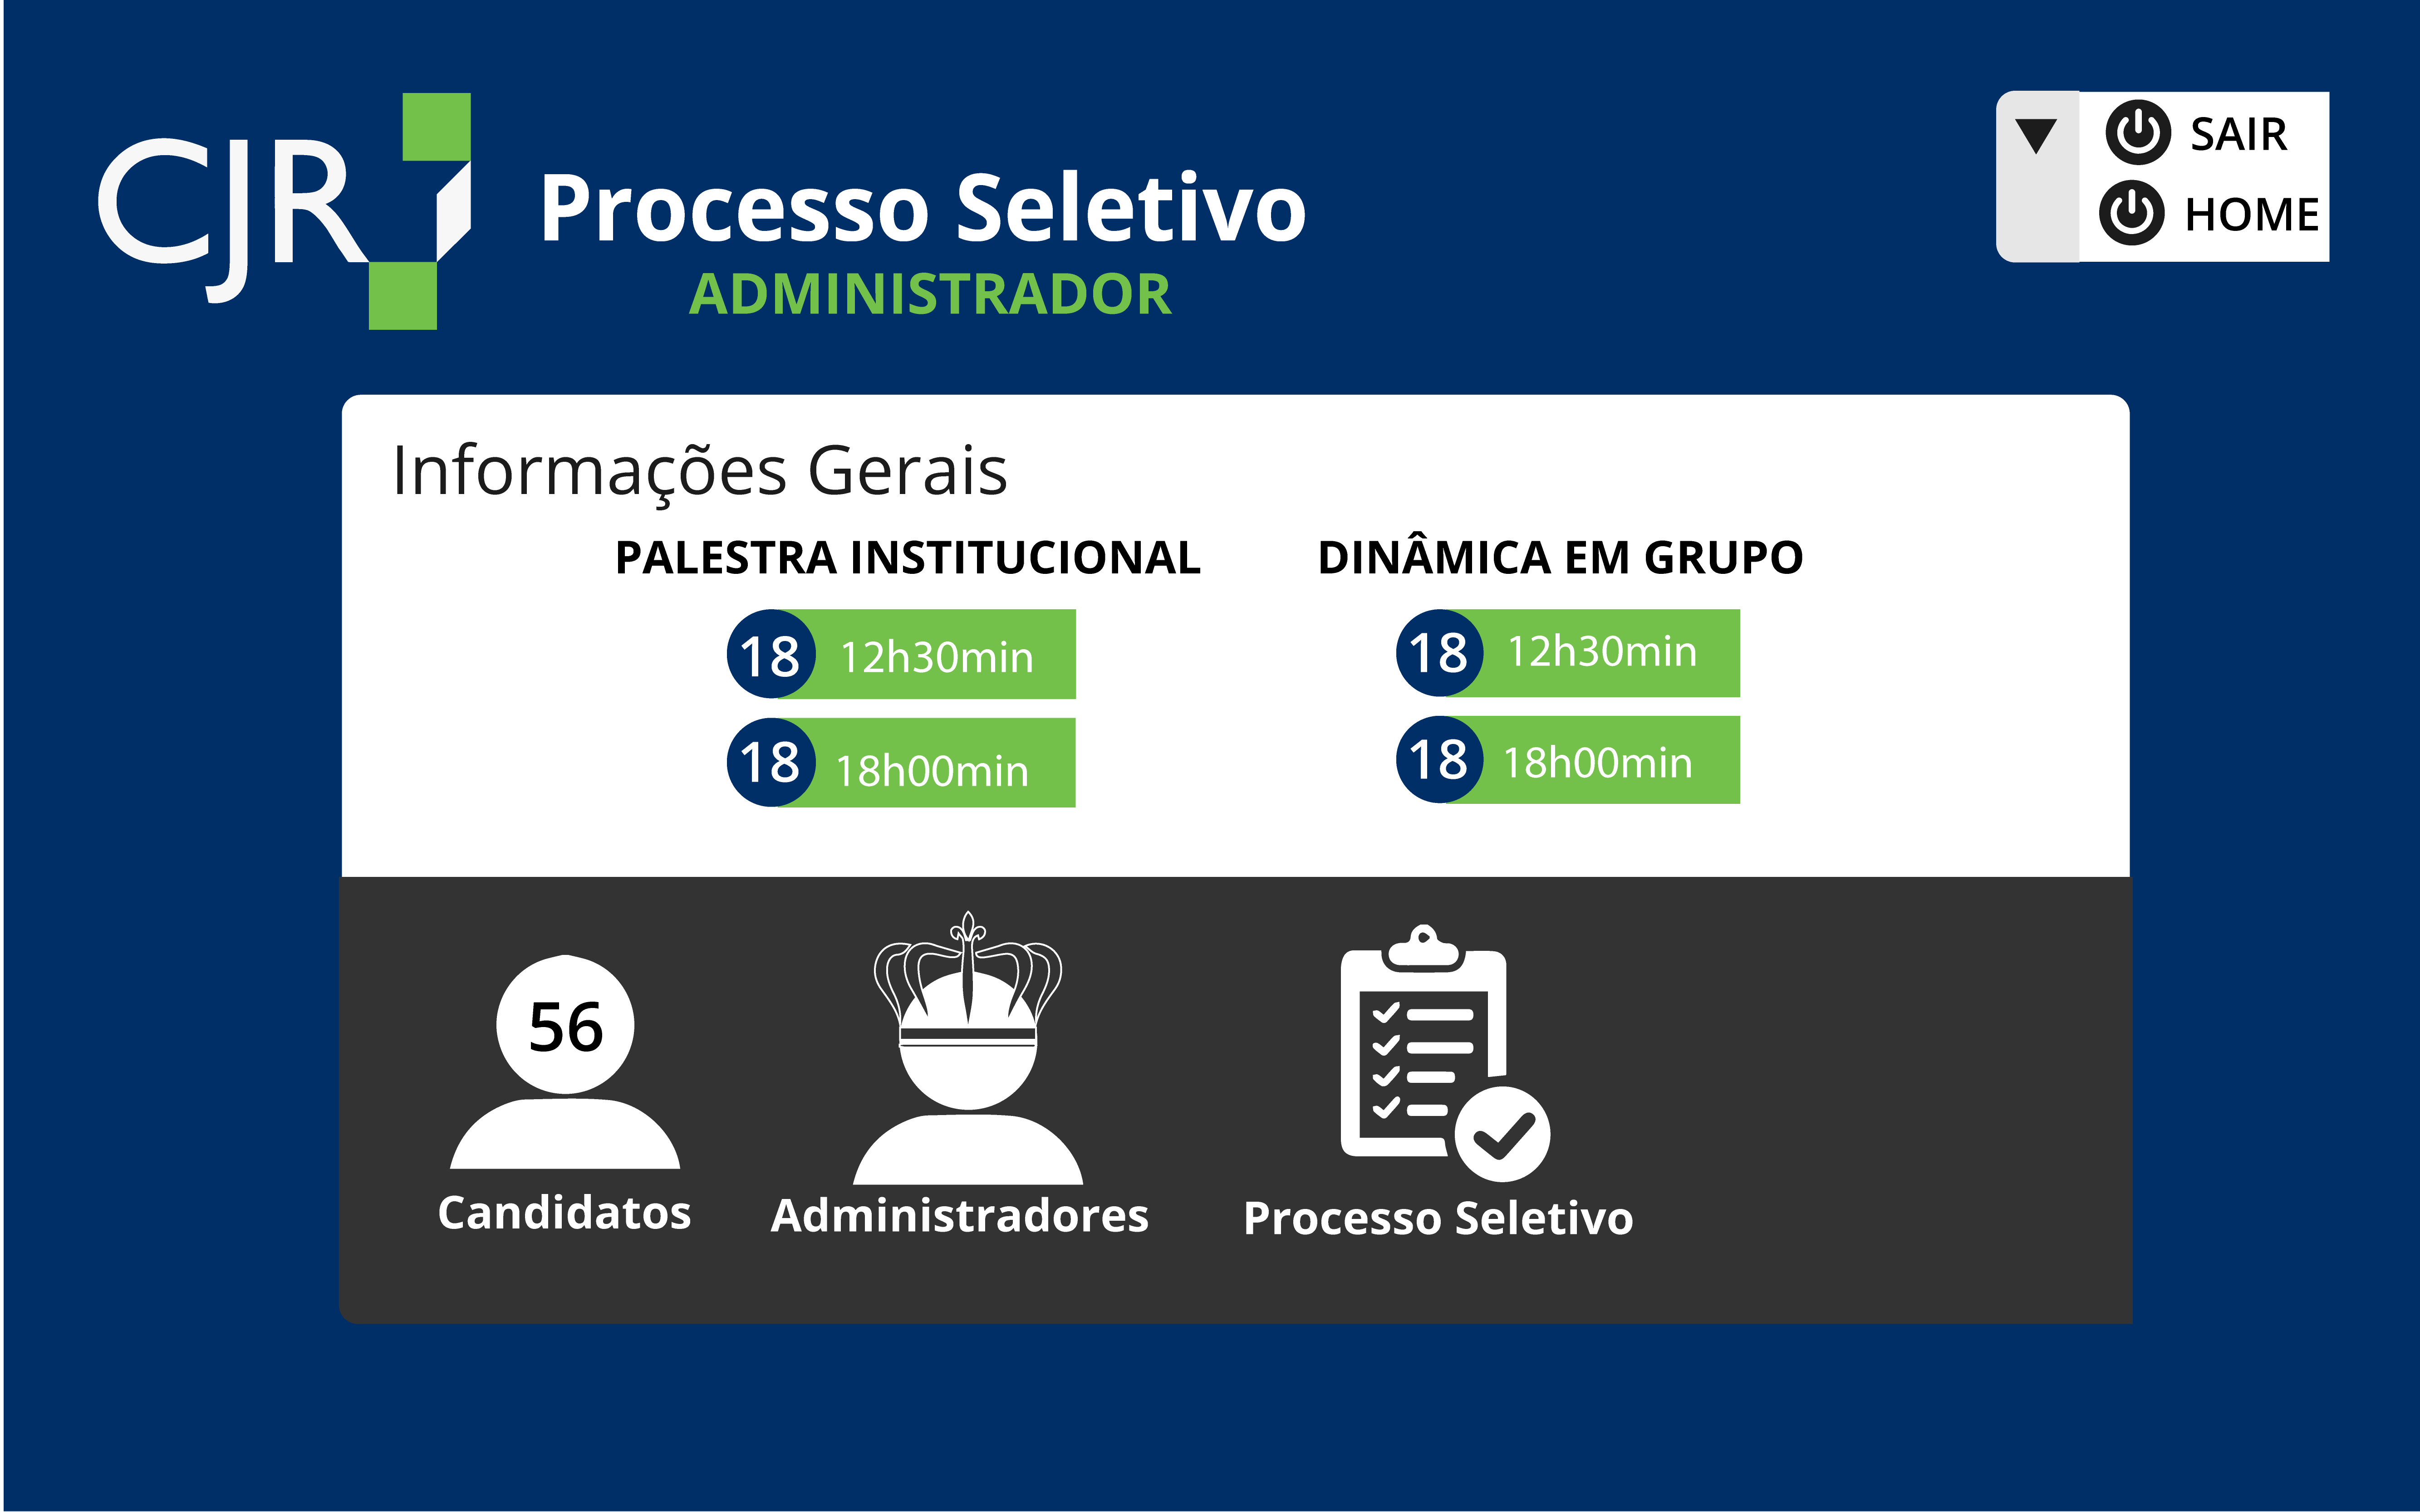 CJR
Processo Seletivo
ADMINISTRADOR
SAIR
HOME
Informações Gerais
PALESTRA INSTITUCIONAL
18 12h30min
18 18h00min
DINÂMICA EM GRUPO
18 12h30min
18 18h00min
56
Candidatos
Administradores
Processo Seletivo